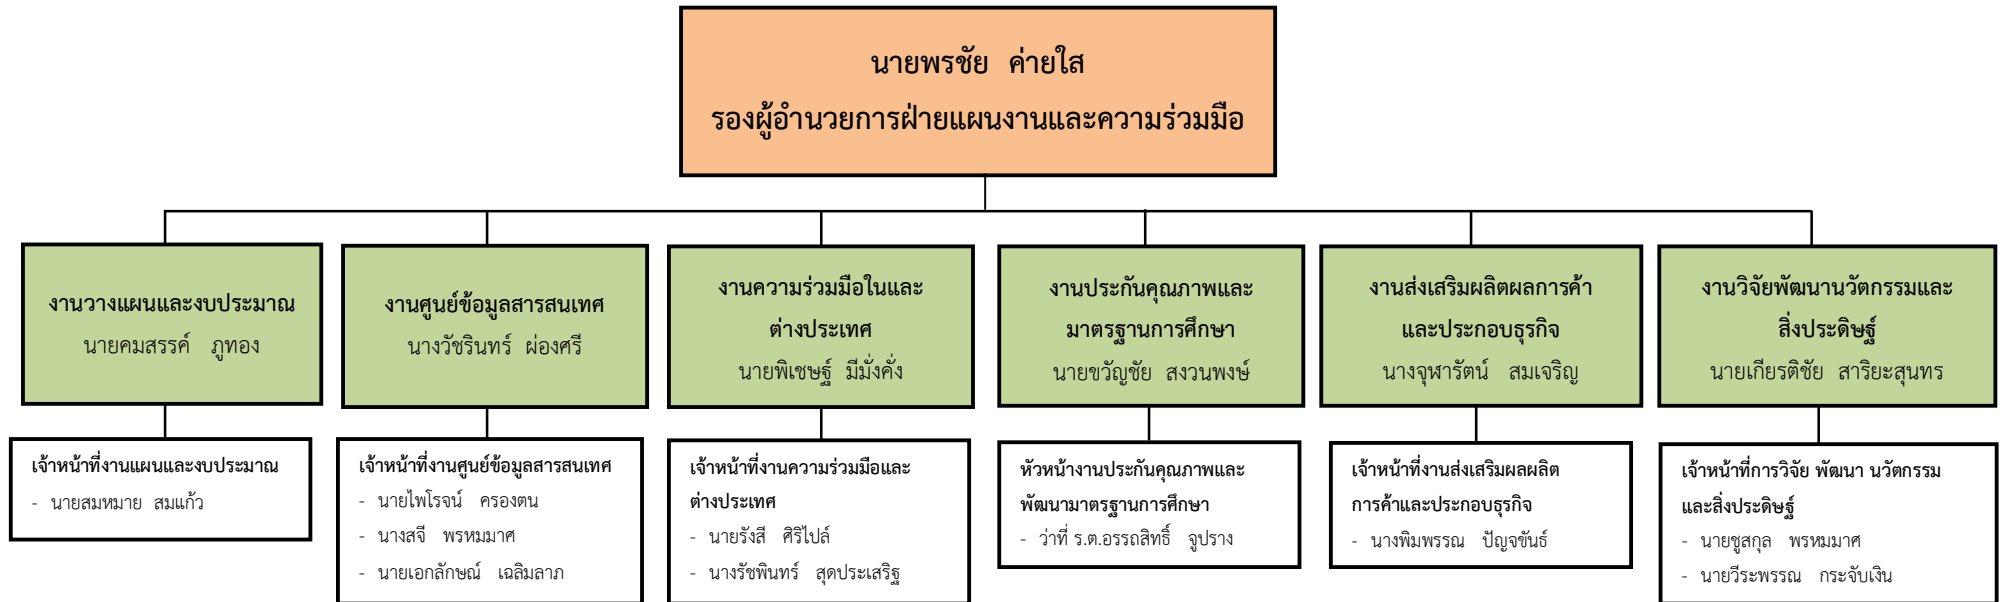 นายพรชัย ค่ายใส
รองผู้อำนวยการฝ่ายแผนงานและความร่วมมือ
งานวางแผนและงบประมาณ
นายคมสรรค์ ภูทอง
งานศูนย์ข้อมูลสารสนเทศ
นางวัชรินทร์ ผ่องศรี
งานความร่วมมือในและ
ต่างประเทศ
นายพิเชษฐ์ มีมั่งคั่ง
งานประกันคุณภาพและ
มาตรฐานการศึกษา
นายขวัญชัย สงวนพงษ์
งานส่งเสริมผลิตผลการค้า
และประกอบธุรกิจ
นางจุฬารัตน์ สมเจริญ
งานวิจัยพัฒนานวัตกรรมและ
สิ่งประดิษฐ์
นายเกียรติชัย สาริยะสุนทร
เจ้าหน้าที่งานแผนและงบประมาณ
- นายสมหมาย สมแก้ว
เจ้าหน้าที่งานศูนย์ข้อมูลสารสนเทศ
- นายไพโรจน์ ครองตน
- นางสจี พรหมมาศ
- นายเอกลักษณ์ เฉลิมลาภ
เจ้าหน้าที่งานความร่วมมือและ
ต่างประเทศ
- นายรังสี ศิริไปล์
- นางรัชพินทร์ สุดประเสริฐ
หัวหน้างานประกันคุณภาพและ
พัฒนามาตรฐานการศึกษา
- ว่าที่ ร.ต.อรรถสิทธิ์ จูปราง
เจ้าหน้าที่งานส่งเสริมผลผลิต
การค้าและประกอบธุรกิจ
- นางพิมพรรณ ปัญจขันธ์
เจ้าหน้าที่การวิจัย พัฒนา นวัตกรรม
และสิ่งประดิษฐ์
- นายชูสกุล พรหมมาศ
- นายวีระพรรณ กระจับเงิน